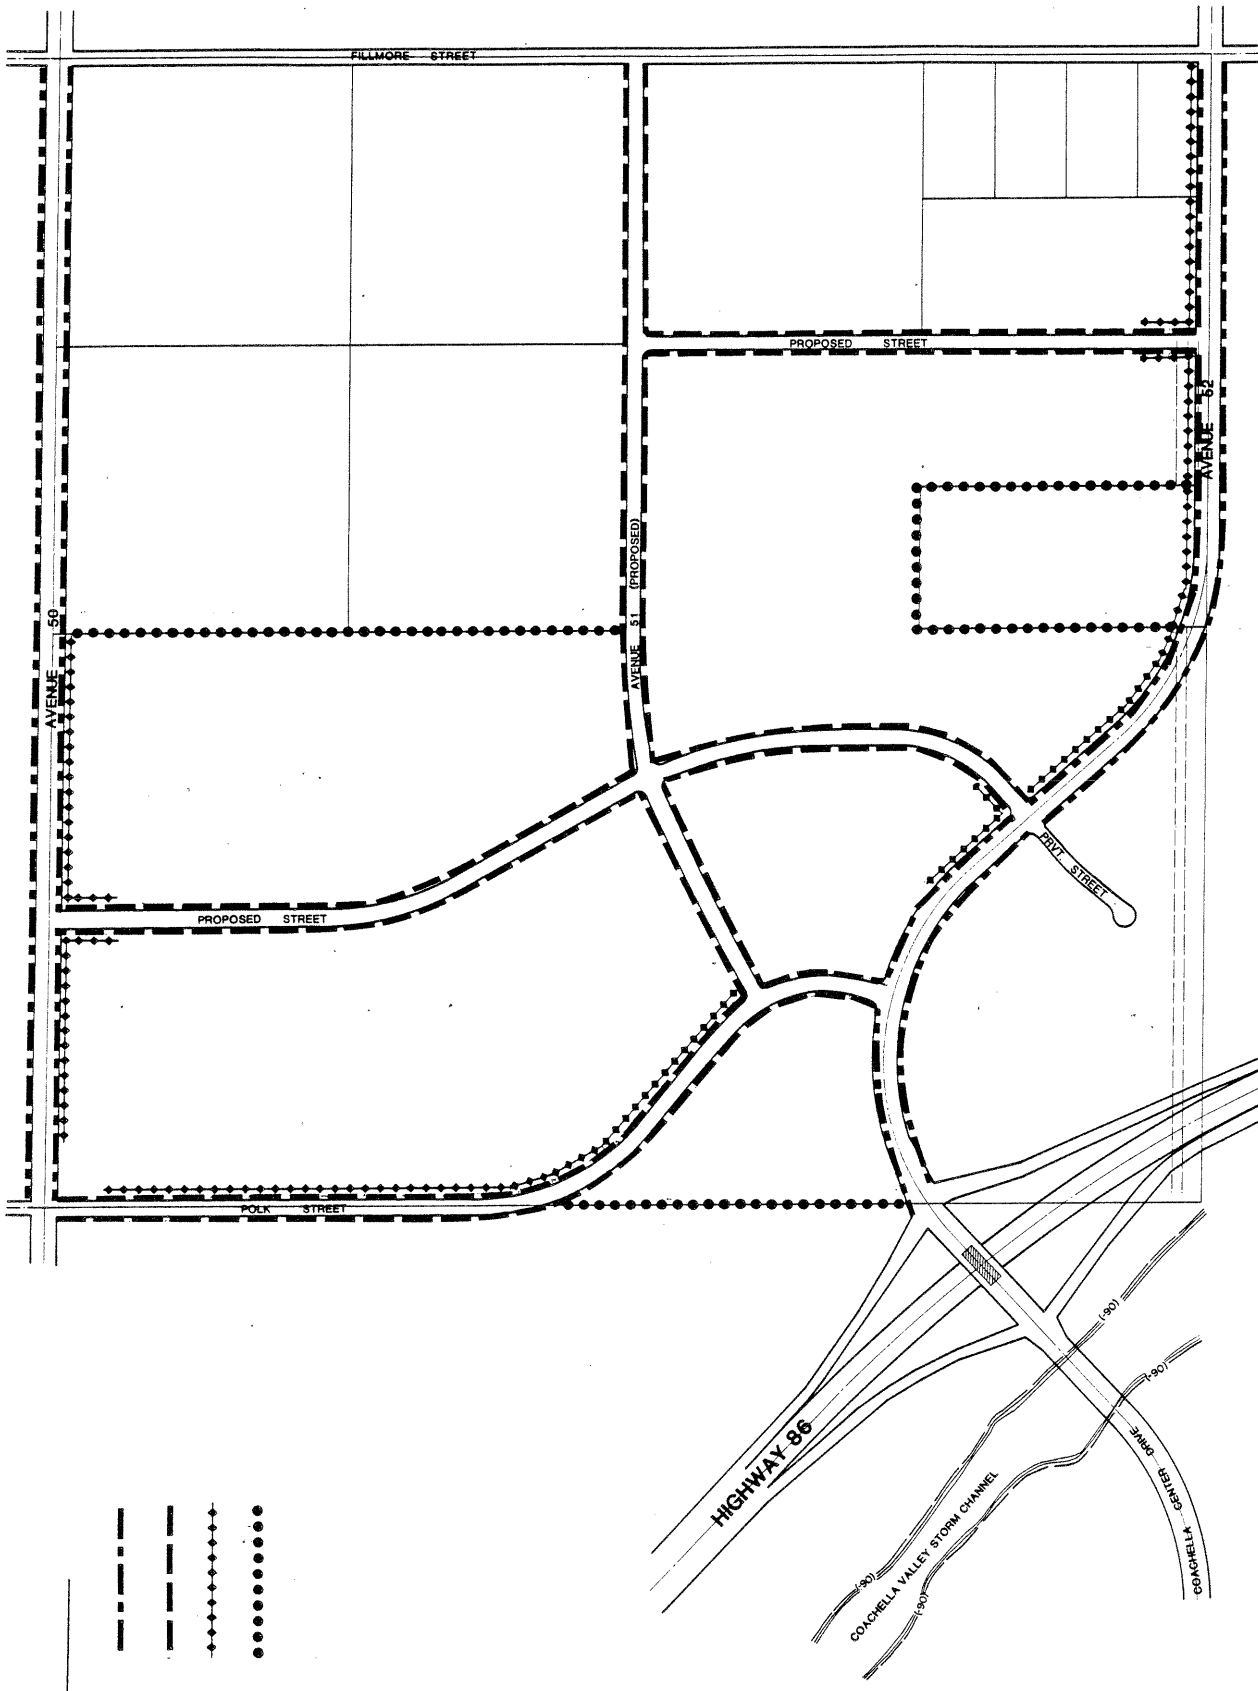 FILLMORE STREET
PROPOSED STREET
AVENUE 52
AVENUE 51 (PROPOSED)
AVENUE 50
PRVT. STREET
PROPOSED STREET
POLK STREET
(-90)
(-90)
HIGHWAY 86
COACHELLA CENTER DRIVE
COACHELLA VALLEY STORM CHANNEL
(-90)
(-90)